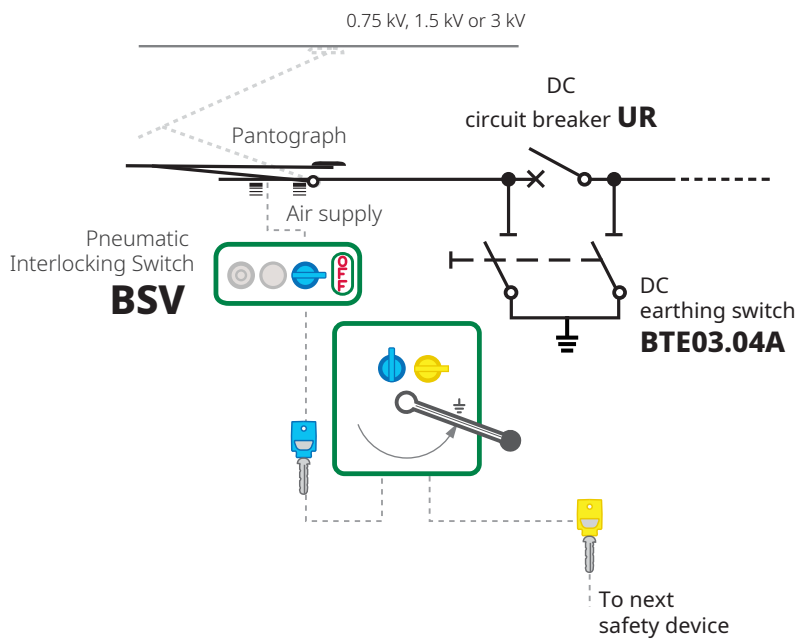 0.75 kV, 1.5 kV or 3 kV
DC
circuit breaker UR
Pantograph
Air supply
Pneumatic
Interlocking Switch
BSV
OFF
DC
earthing switch
BTE03.04A
To next
safety device